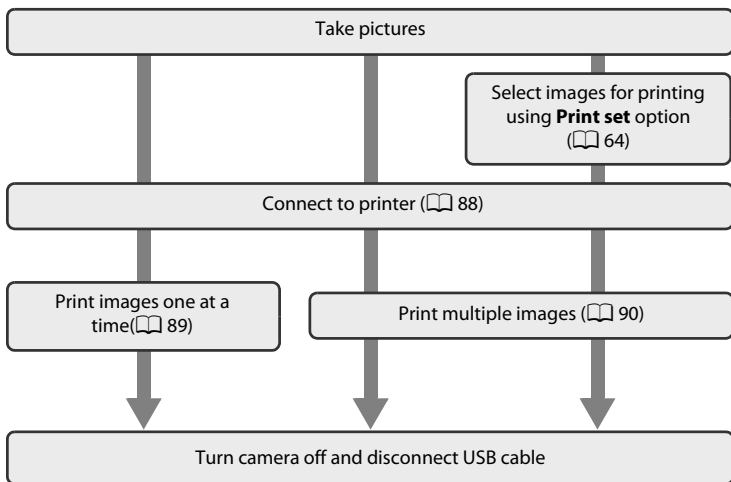 Take pictures
Select images for printing
using Print set option
(📖 64)
Connect to printer (📖 88)
Print images one at a
time(📖 89)
Print multiple images (📖 90)
Turn camera off and disconnect USB cable